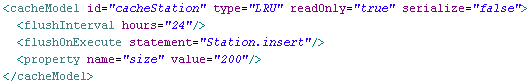 <cacheModel id="cacheStation" type="LRU" readOnly="true" serialize="false">
<flushInterval hours="24"/>
<flushOnExecute statement="Station.insert"/>
<property name="size" value="200"/>
</cacheModel>